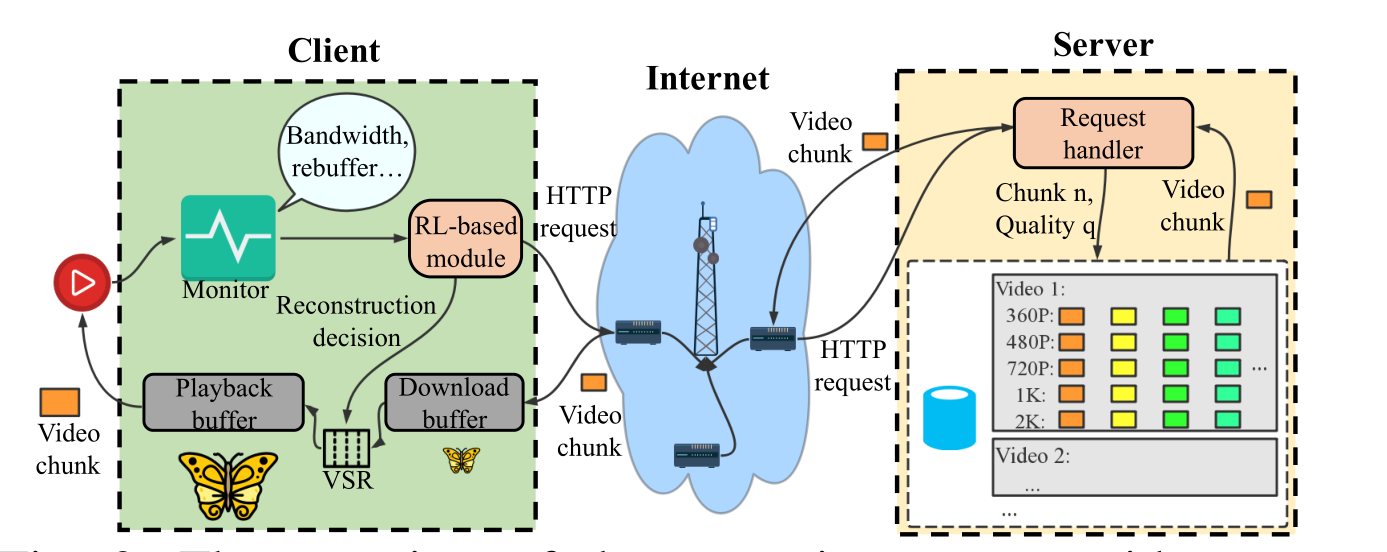 Client
Internet
Server
Bandwidth,
rebuffer…
Monitor
RL-based
module
Reconstruction
decision
Playback
buffer
Download
buffer
VSR
Video
chunk
HTTP
request
Video
chunk
Video
chunk
HTTP
request
Request
handler
Chunk n,
Quality q
Video
chunk
Video 1:
360P:
480P:
720P:
...
1K:
2K:
Video 2:
...
...